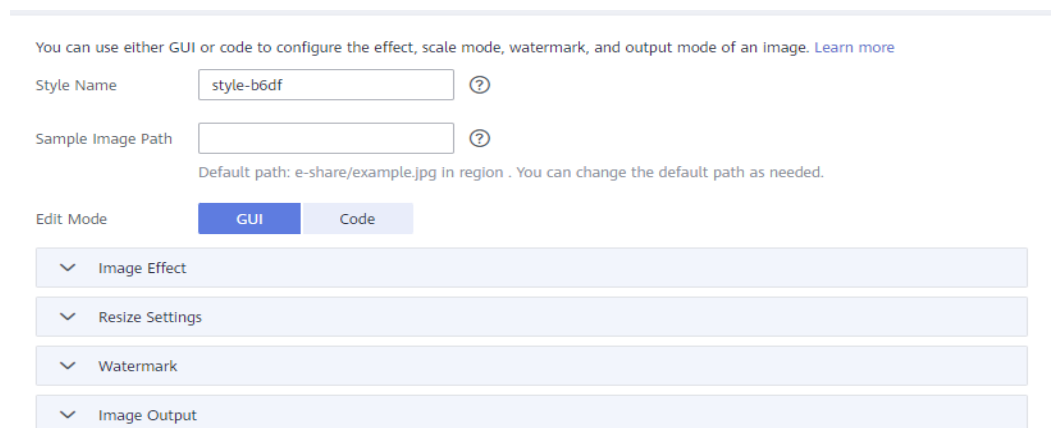 You can use either GUI or code to configure the effect, scale mode, watermark, and output mode of an image. Learn more
Style Name style-b6df ?
Sample Image Path ?
Default path: e-share/example.jpg in region . You can change the default path as needed.
Edit Mode GUI Code
Image Effect
Resize Settings
Watermark
Image Output